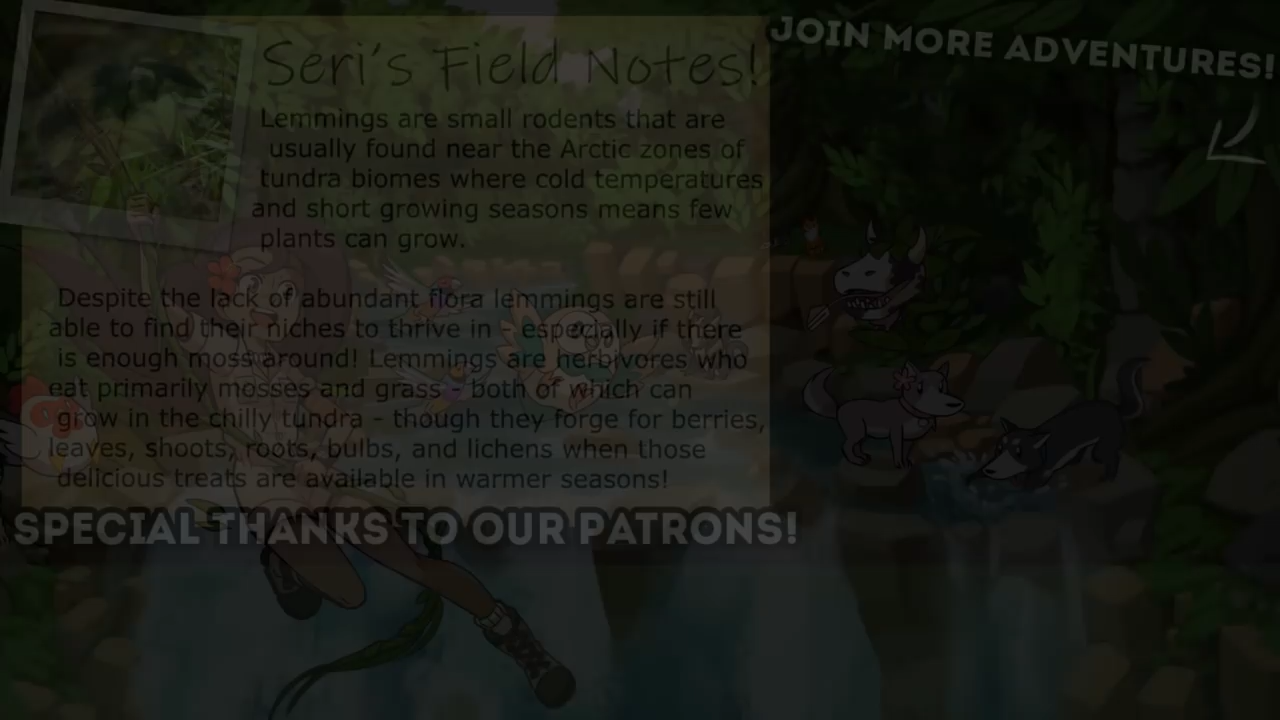 Seri's Field Notes!
JOIN MORE ADVENTURES!
Lemmings are small rodents that are
usually found near the Arctic zones of
tundra biomes where cold temperatures
and short growing seasons means few
plants can grow.
Despite the lack of abundant flora lemmings are still
able to find their niches to thrive in - especially if there
is enough moss around! Lemmings are herbivores who
eat primarily mosses and grass - both of which can
grow in the chilly tundra - though they forge for berries,
leaves, shoots, roots, bulbs, and lichens when those
delicious treats are available in warmer seasons!
SPECIAL THANKS TO OUR PATRONS!